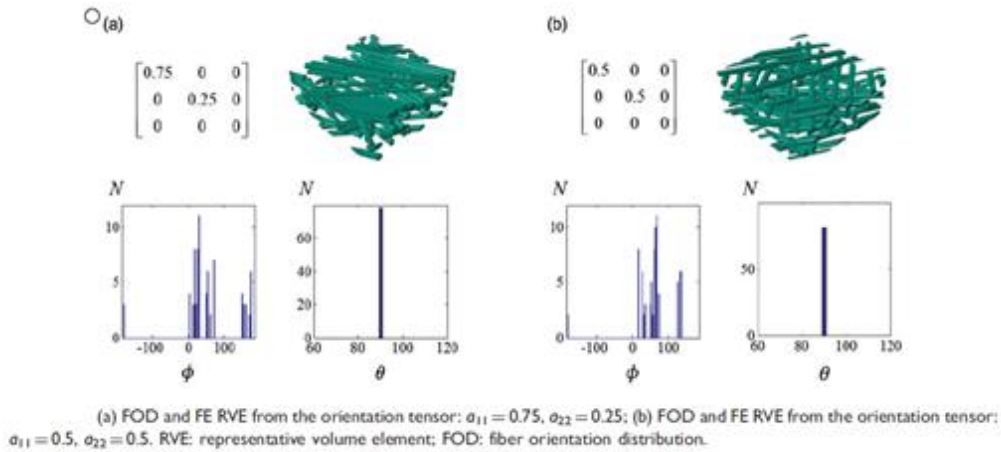 (a)
0.75 0 0
0 0.25 0
0 0 0
(b)
0.5 0 0
0 0.5 0
0 0 0
N
10
5
0
-100 0 100
ϕ
N
60
40
20
0
60 80 100 120
θ
N
10
5
0
-100 0 100
ϕ
N
50
0
60 80 100 120
θ
(a) FOD and FE RVE from the orientation tensor: a₁₁ = 0.75, a₂₂ = 0.25; (b) FOD and FE RVE from the orientation tensor:
a₁₁ = 0.5, a₂₂ = 0.5. RVE: representative volume element; FOD: fiber orientation distribution.